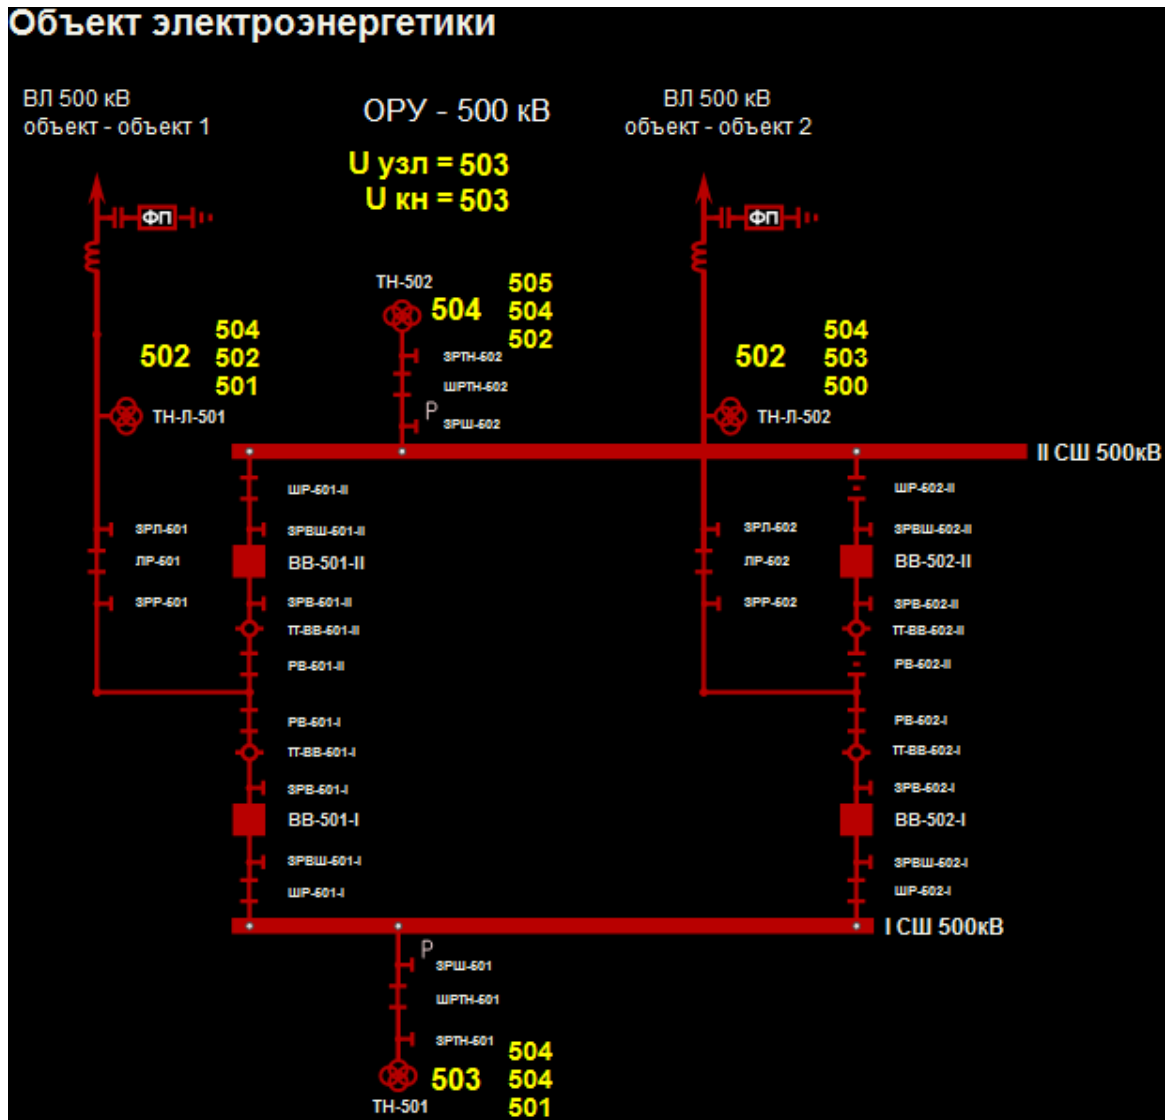 Объект электроэнергетики
ВЛ 500 кВ
объект - объект 1
ОРУ - 500 кВ
ВЛ 500 кВ
объект - объект 2
U узл = 503
U кн = 503
ФП
ФП
ТН-502
504
505
504
502
502
504
502
501
ТН-Л-501
ЗРТН-502
ШРТН-502
Р
ЗРШ-502
502
504
503
500
ТН-Л-502
II СШ 500кВ
ШР-501-II
ЗРВШ-501-II
ВВ-501-II
ЗРВ-501-II
ТТ-ВВ-501-II
РВ-501-II
ЗРЛ-501
ЛР-501
ЗРР-501
ЗРЛ-502
ЛР-502
ЗРР-502
ШР-502-II
ЗРВШ-502-II
ВВ-502-II
ЗРВ-502-II
ТТ-ВВ-502-II
РВ-502-II
РВ-501-I
ТТ-ВВ-501-I
ЗРВ-501-I
ВВ-501-I
ЗРВШ-501-I
ШР-501-I
РВ-502-I
ТТ-ВВ-502-I
ЗРВ-502-I
ВВ-502-I
ЗРВШ-502-I
ШР-502-I
I СШ 500кВ
Р
ЗРШ-501
ШРТН-501
ЗРТН-501
503
504
504
501
ТН-501